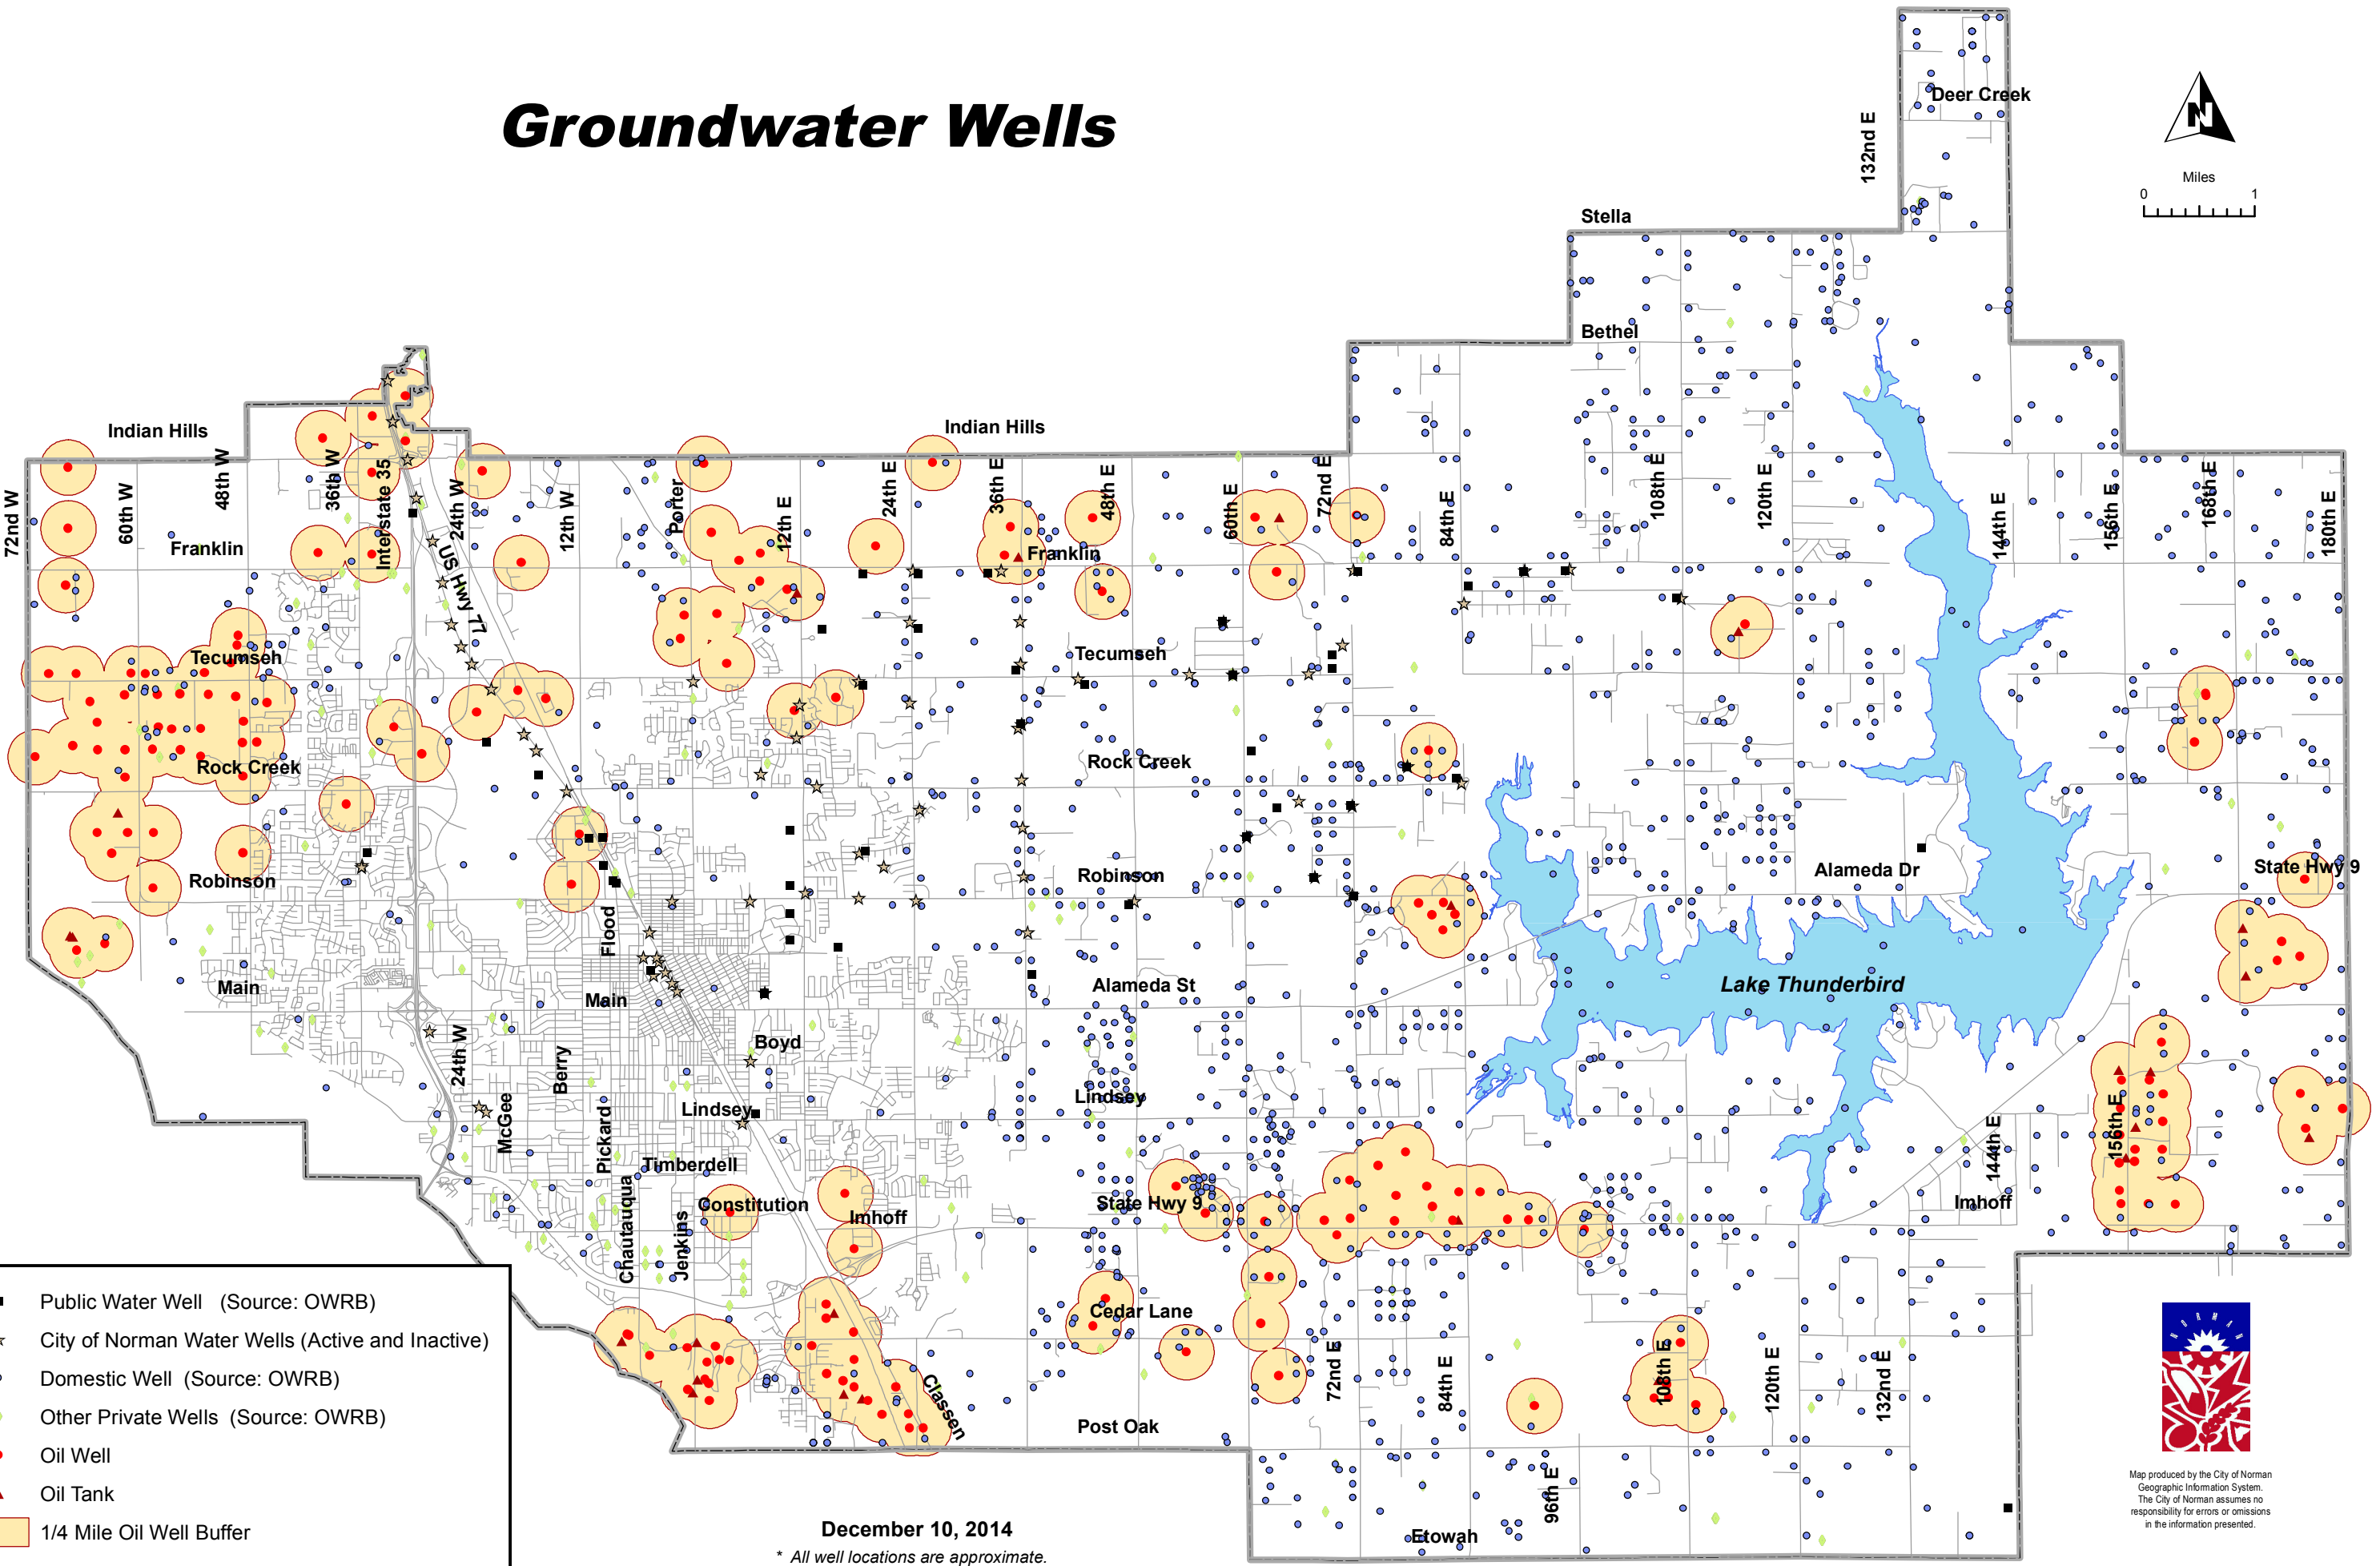 Groundwater Wells
Deer Creek
132nd E
N
Miles
0 1
Stella
Bethel
Indian Hills
Indian Hills
72nd W
60th W
48th W
36th W
Interstate 35
24th W
US Hwy 77
12th W
Porter
12th E
24th E
36th E
48th E
60th E
72nd E
84th E
108th E
120th E
144th E
156th E
168th E
180th E
Franklin
Franklin
Tecumseh
Tecumseh
Rock Creek
Rock Creek
Robinson
Robinson
Alameda Dr
State Hwy 9
Flood
Main
Main
Alameda St
Lake Thunderbird
Boyd
24th W
Berry
McGee
Pickard
Lindsey
Lindsey
156th E
144th E
Timberdell
Chautauqua
Jenkins
Constitution
Imhoff
State Hwy 9
Imhoff
Cedar Lane
72nd E
84th E
108th E
120th E
132nd E
Classen
Post Oak
96th E
Etowah
Public Water Well (Source: OWRB)
City of Norman Water Wells (Active and Inactive)
Domestic Well (Source: OWRB)
Other Private Wells (Source: OWRB)
Oil Well
Oil Tank
1/4 Mile Oil Well Buffer
December 10, 2014
* All well locations are approximate.
Map produced by the City of Norman
Geographic Information System.
The City of Norman assumes no
responsibility for errors or omissions
in the information presented.